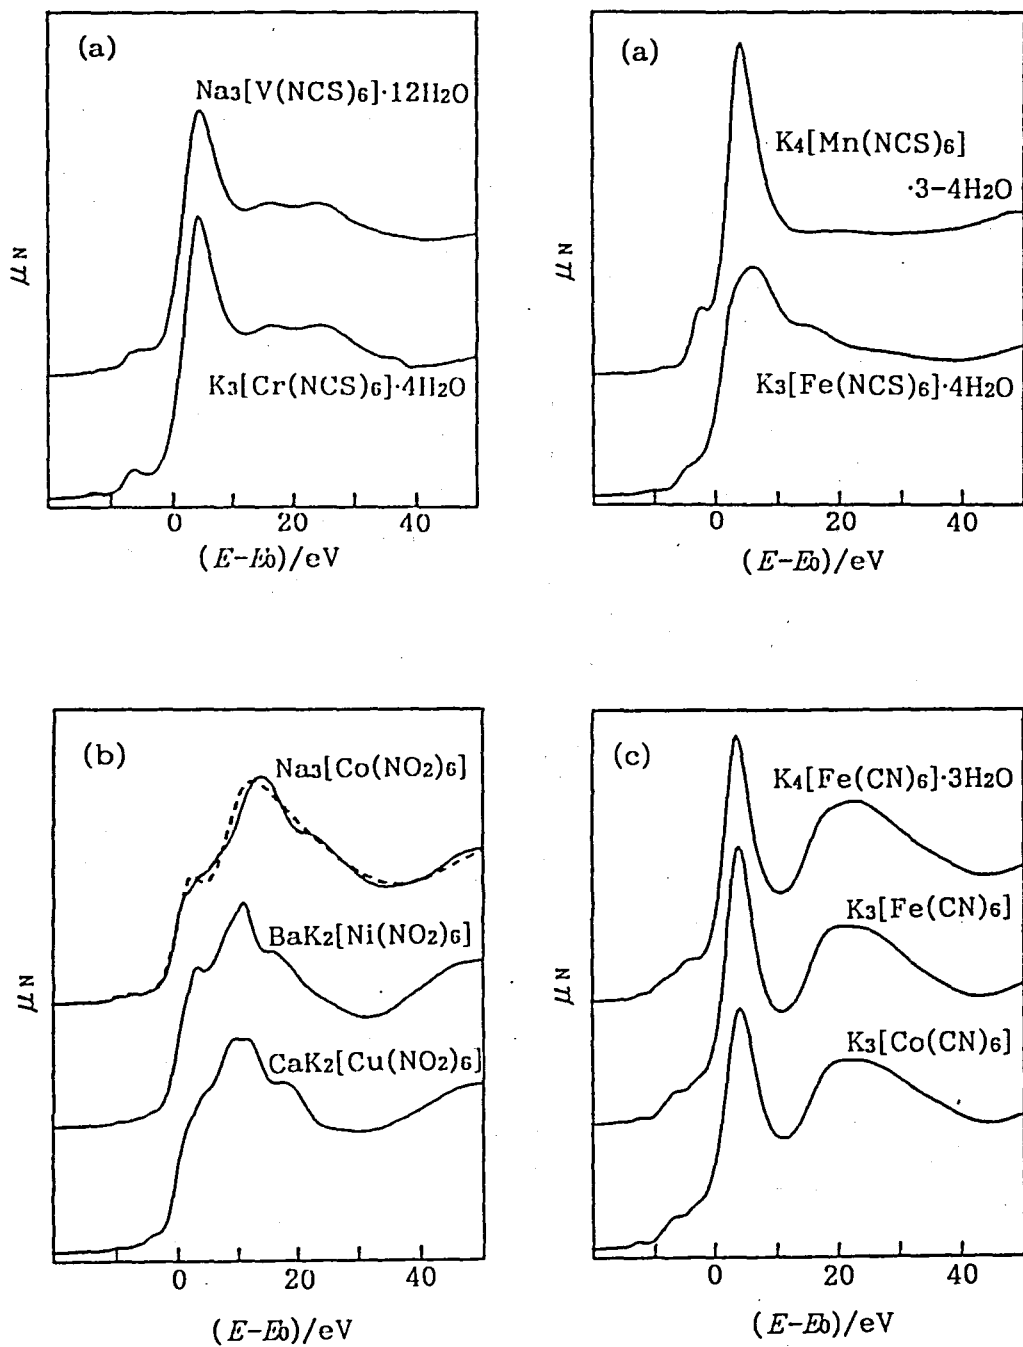 (a)
Na3[V(NCS)6]·12H2O
K3[Cr(NCS)6]·4H2O
μN
0 20 40
(E-E0)/eV
(a)
K4[Mn(NCS)6]
·3-4H2O
K3[Fe(NCS)6]·4H2O
μN
0 20 40
(E-E0)/eV
(b)
Na3[Co(NO2)6]
BaK2[Ni(NO2)6]
CaK2[Cu(NO2)6]
μN
0 20 40
(E-E0)/eV
(c)
K4[Fe(CN)6]·3H2O
K3[Fe(CN)6]
K3[Co(CN)6]
μN
0 20 40
(E-E0)/eV